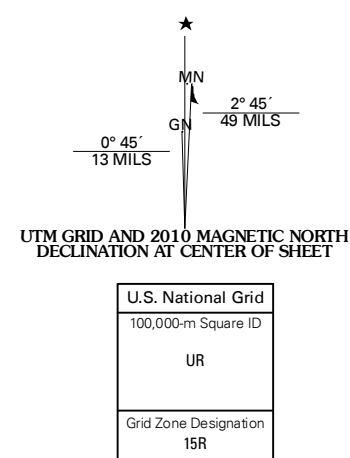 ★
MN
2° 45´
49 MILS
GN
0° 45´
13 MILS
UTM GRID AND 2010 MAGNETIC NORTH
DECLINATION AT CENTER OF SHEET
U.S. National Grid
100,000-m Square ID
UR
Grid Zone Designation
15R